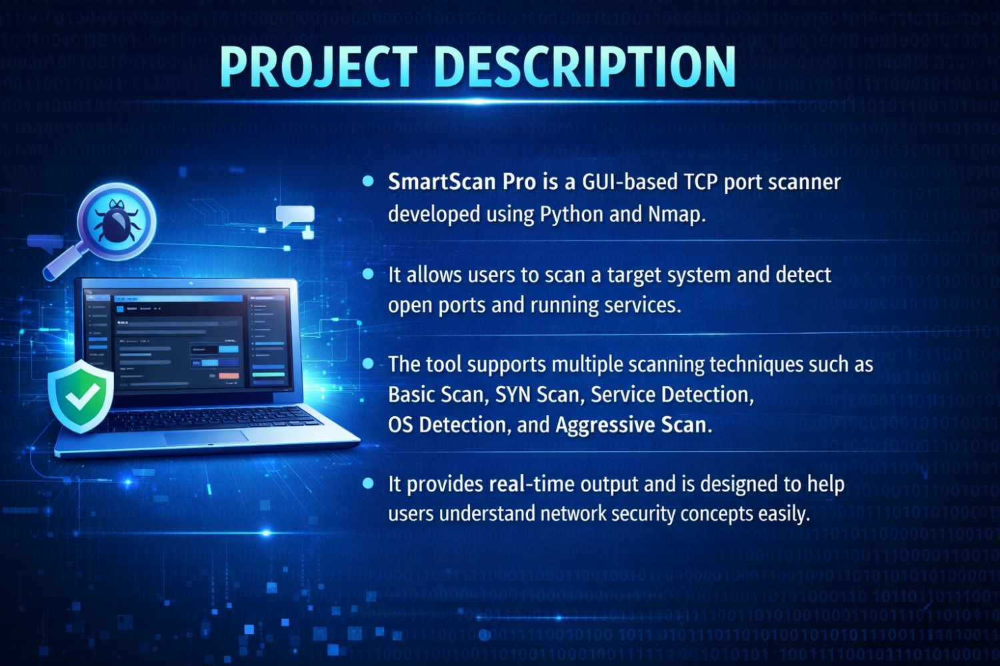 PROJECT DESCRIPTION
SmartScan Pro is a GUI-based TCP port scanner
developed using Python and Nmap.
It allows users to scan a target system and detect
open ports and running services.
The tool supports multiple scanning techniques such as
Basic Scan, SYN Scan, Service Detection,
OS Detection, and Aggressive Scan.
It provides real-time output and is designed to help
users understand network security concepts easily.